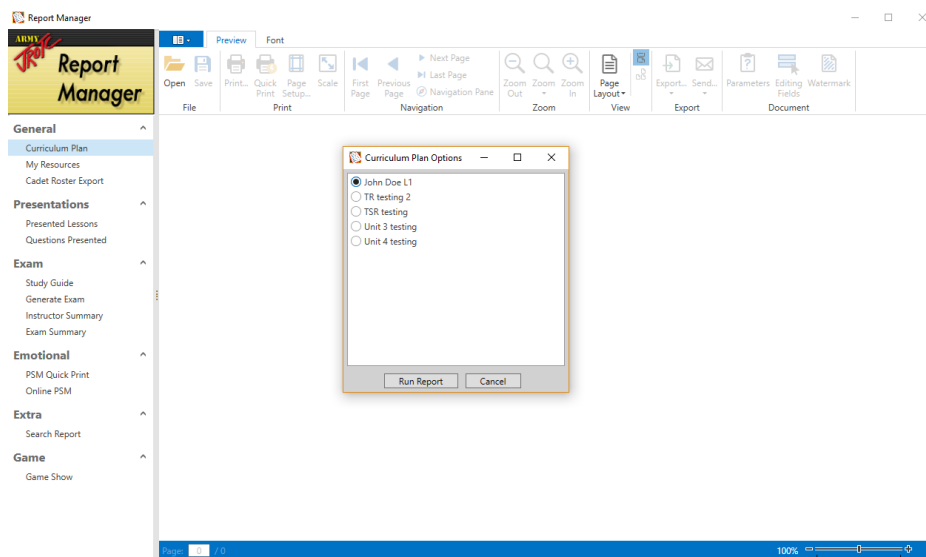 Report Manager
ARMY
JROTC
Report
Manager
Preview Font
Open Save Print... Quick Print Page Setup... Scale First Page Previous Page Next Page Last Page Navigation Pane Zoom Out Zoom Zoom In Page Layout Export... Send... Parameters Editing Fields Watermark
File Print Navigation Zoom View Export Document
General
Curriculum Plan
My Resources
Cadet Roster Export
Presentations
Presented Lessons
Questions Presented
Exam
Study Guide
Generate Exam
Instructor Summary
Exam Summary
Emotional
PSM Quick Print
Online PSM
Extra
Search Report
Game
Game Show
Curriculum Plan Options
John Doe L1
TR testing 2
TSR testing
Unit 3 testing
Unit 4 testing
Run Report Cancel
Page: 0 / 0 100%